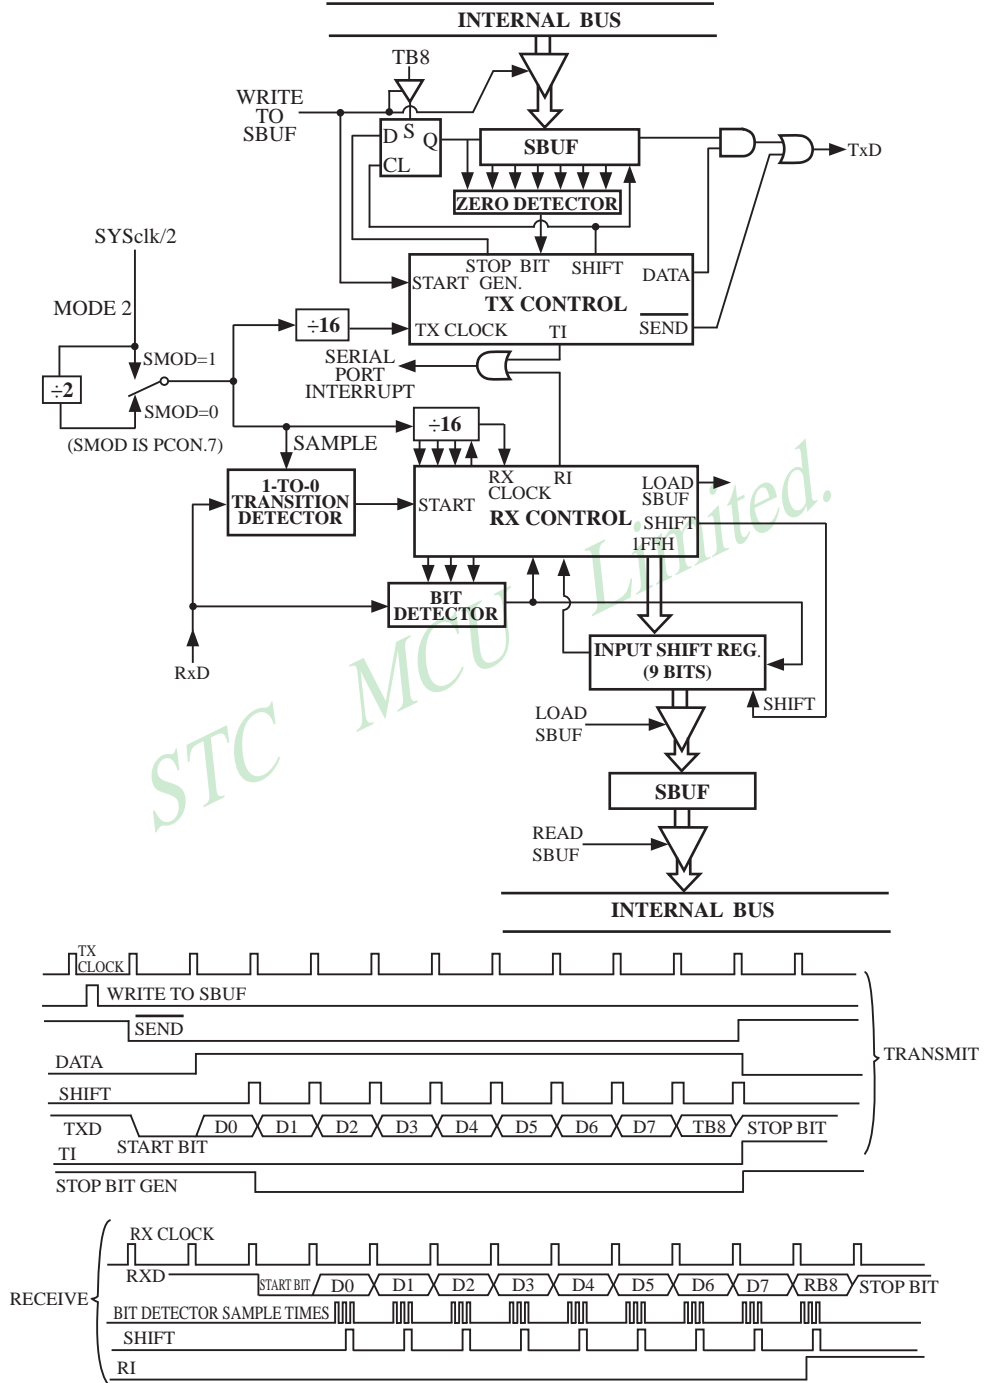 INTERNAL BUS
TB8
WRITE
TO
SBUF
D S Q
CL
SBUF
TxD
ZERO DETECTOR
SYSclk/2
STOP BIT SHIFT DATA
START GEN.
TX CONTROL
MODE 2
÷16
TX CLOCK TI SEND
SERIAL
PORT
INTERRUPT
SMOD=1
÷2
SMOD=0
(SMOD IS PCON.7)
SAMPLE
÷16
1-TO-0
TRANSITION
DETECTOR
START
RX
CLOCK
RI
LOAD
SBUF
RX CONTROL
SHIFT
1FFH
BIT
DETECTOR
RxD
INPUT SHIFT REG.
(9 BITS)
SHIFT
LOAD
SBUF
SBUF
READ
SBUF
INTERNAL BUS
STC MCU Limited.
TX
CLOCK
WRITE TO SBUF
SEND
DATA
TRANSMIT
SHIFT
TXD
START BIT
D0 D1 D2 D3 D4 D5 D6 D7 TB8 STOP BIT
TI
STOP BIT GEN
RX CLOCK
RXD
START BIT D0 D1 D2 D3 D4 D5 D6 D7 RB8 STOP BIT
RECEIVE
BIT DETECTOR SAMPLE TIMES
SHIFT
RI